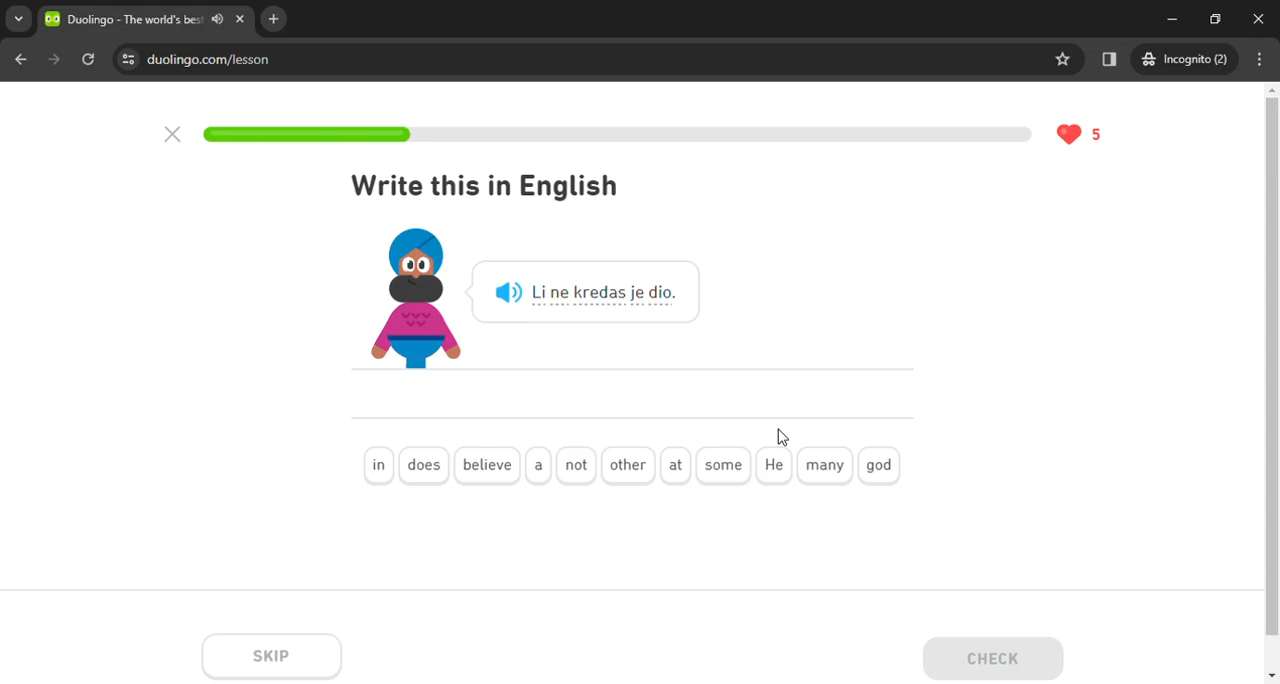 Duolingo - The world's bes
duolingo.com/lesson
Incognito (2)
5
Write this in English
Li ne kredas je dio.
in does believe a not other at some He many god
SKIP
CHECK